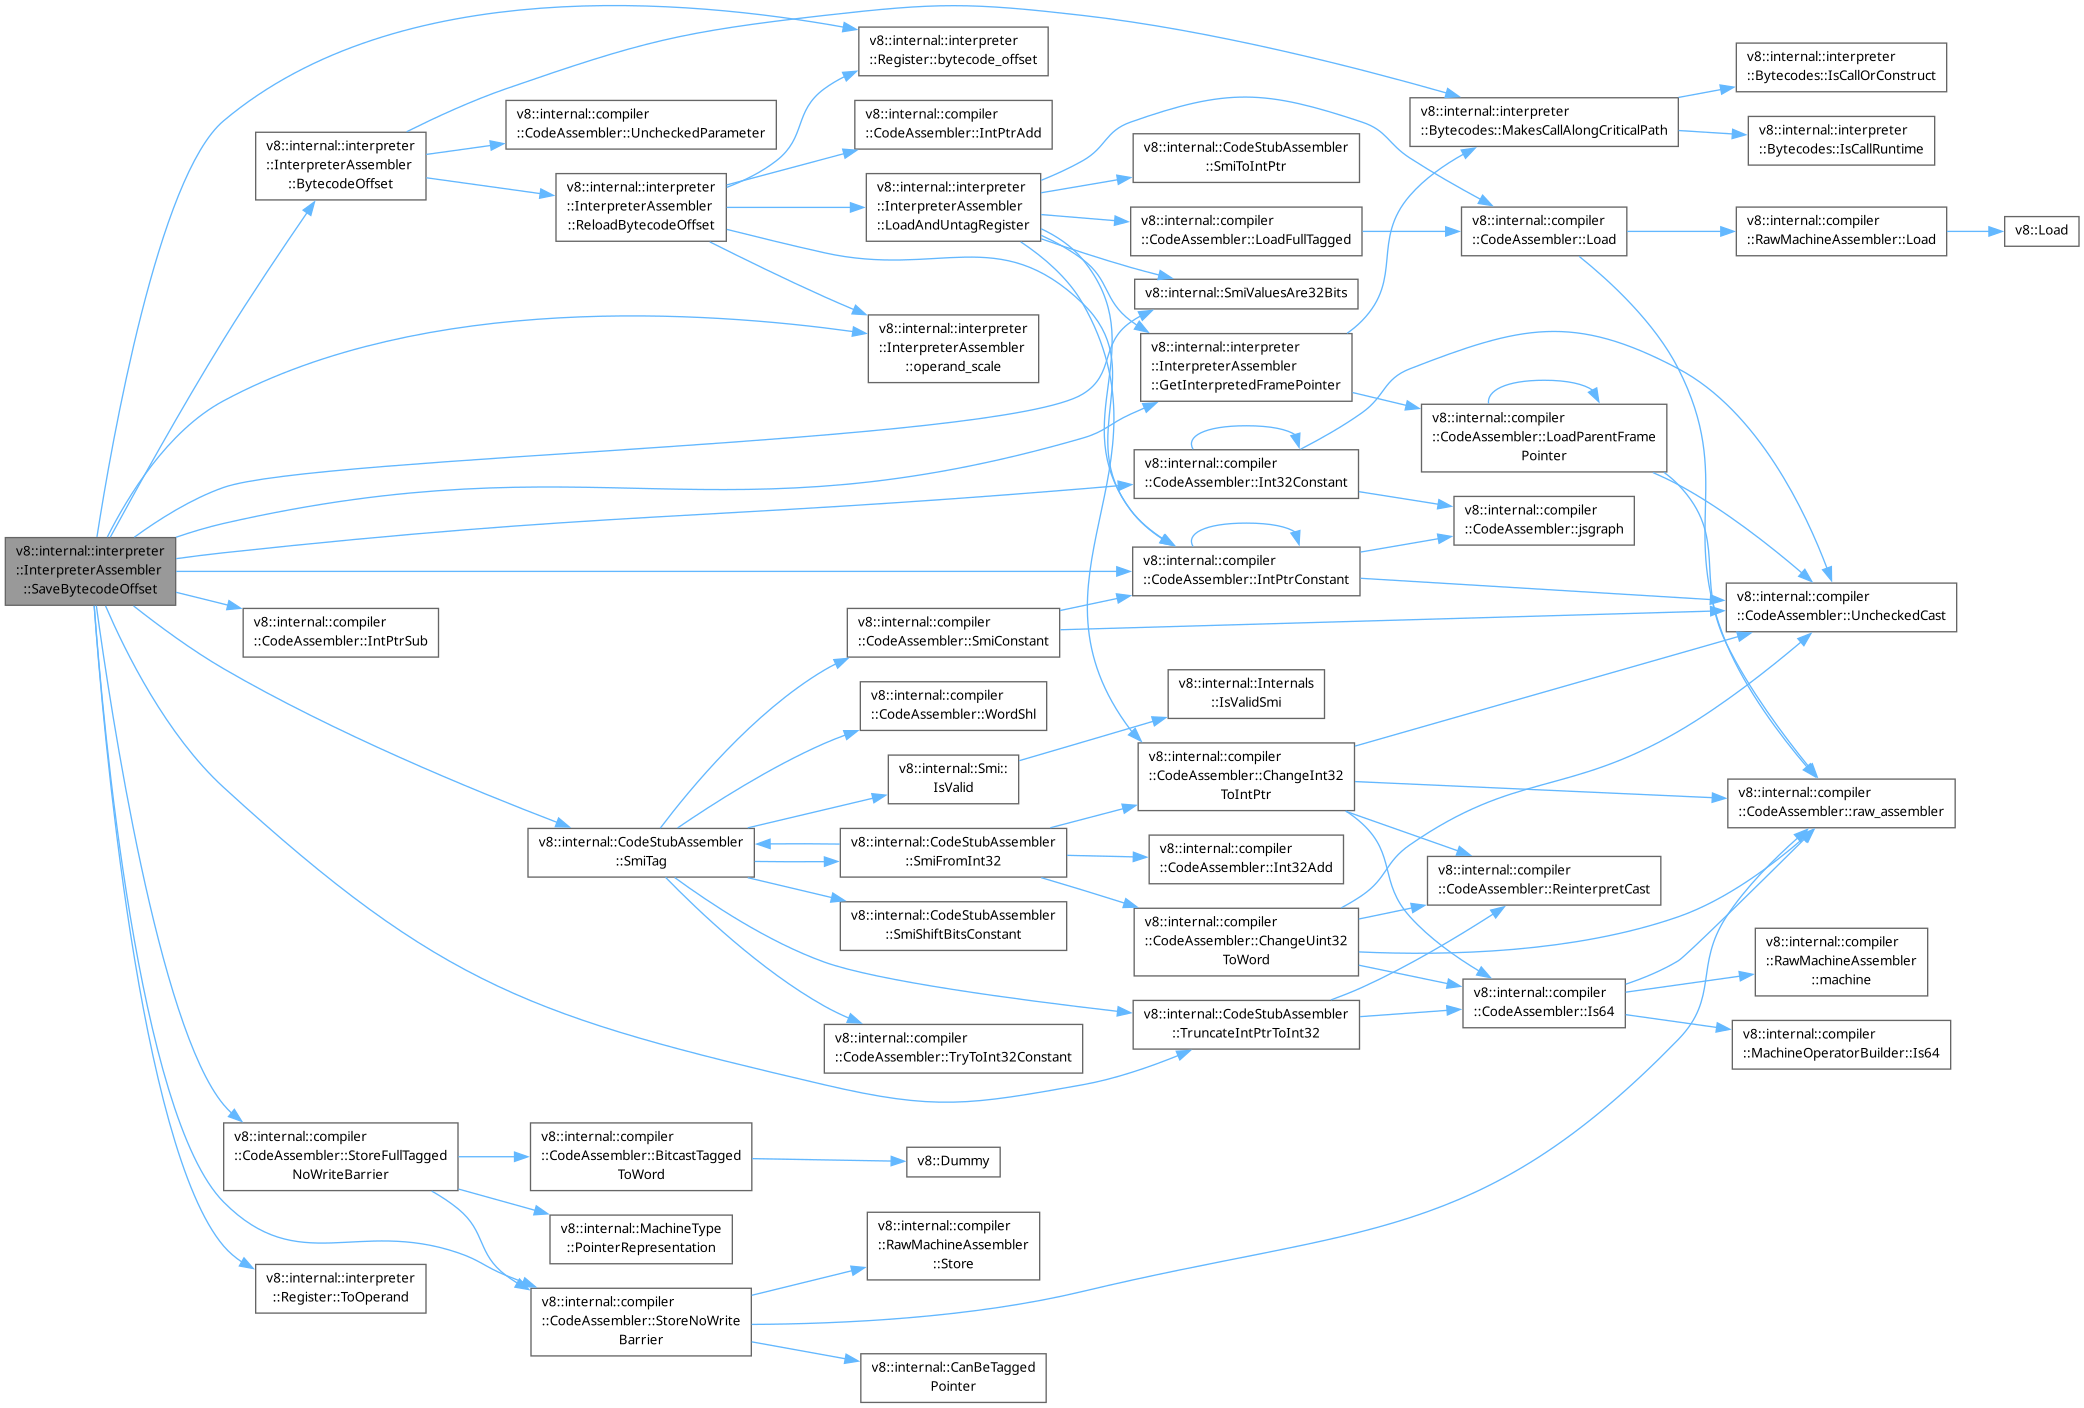 v8::internal::interpreter
::InterpreterAssembler
::SaveBytecodeOffset
v8::internal::interpreter
::InterpreterAssembler
::BytecodeOffset
v8::internal::compiler
::CodeAssembler::IntPtrSub
v8::internal::compiler
::CodeAssembler::StoreFullTagged
NoWriteBarrier
v8::internal::interpreter
::Register::ToOperand
v8::internal::compiler
::CodeAssembler::UncheckedParameter
v8::internal::interpreter
::InterpreterAssembler
::ReloadBytecodeOffset
v8::internal::CodeStubAssembler
::SmiTag
v8::internal::compiler
::CodeAssembler::BitcastTagged
ToWord
v8::internal::MachineType
::PointerRepresentation
v8::internal::compiler
::CodeAssembler::StoreNoWrite
Barrier
v8::internal::interpreter
::Register::bytecode_offset
v8::internal::compiler
::CodeAssembler::IntPtrAdd
v8::internal::interpreter
::InterpreterAssembler
::LoadAndUntagRegister
v8::internal::interpreter
::InterpreterAssembler
::operand_scale
v8::internal::compiler
::CodeAssembler::SmiConstant
v8::internal::compiler
::CodeAssembler::WordShl
v8::internal::Smi::
IsValid
v8::internal::CodeStubAssembler
::SmiFromInt32
v8::internal::CodeStubAssembler
::SmiShiftBitsConstant
v8::internal::compiler
::CodeAssembler::TryToInt32Constant
v8::Dummy
v8::internal::compiler
::RawMachineAssembler
::Store
v8::internal::CanBeTagged
Pointer
v8::internal::CodeStubAssembler
::SmiToIntPtr
v8::internal::compiler
::CodeAssembler::LoadFullTagged
v8::internal::SmiValuesAre32Bits
v8::internal::interpreter
::InterpreterAssembler
::GetInterpretedFramePointer
v8::internal::compiler
::CodeAssembler::Int32Constant
v8::internal::compiler
::CodeAssembler::IntPtrConstant
v8::internal::Internals
::IsValidSmi
v8::internal::compiler
::CodeAssembler::ChangeInt32
ToIntPtr
v8::internal::compiler
::CodeAssembler::Int32Add
v8::internal::compiler
::CodeAssembler::ChangeUint32
ToWord
v8::internal::CodeStubAssembler
::TruncateIntPtrToInt32
v8::internal::interpreter
::Bytecodes::MakesCallAlongCriticalPath
v8::internal::compiler
::CodeAssembler::Load
v8::internal::compiler
::CodeAssembler::LoadParentFrame
Pointer
v8::internal::compiler
::CodeAssembler::jsgraph
v8::internal::compiler
::CodeAssembler::ReinterpretCast
v8::internal::compiler
::CodeAssembler::Is64
v8::internal::interpreter
::Bytecodes::IsCallOrConstruct
v8::internal::interpreter
::Bytecodes::IsCallRuntime
v8::internal::compiler
::RawMachineAssembler::Load
v8::internal::compiler
::CodeAssembler::UncheckedCast
v8::internal::compiler
::CodeAssembler::raw_assembler
v8::internal::compiler
::RawMachineAssembler
::machine
v8::internal::compiler
::MachineOperatorBuilder::Is64
v8::Load